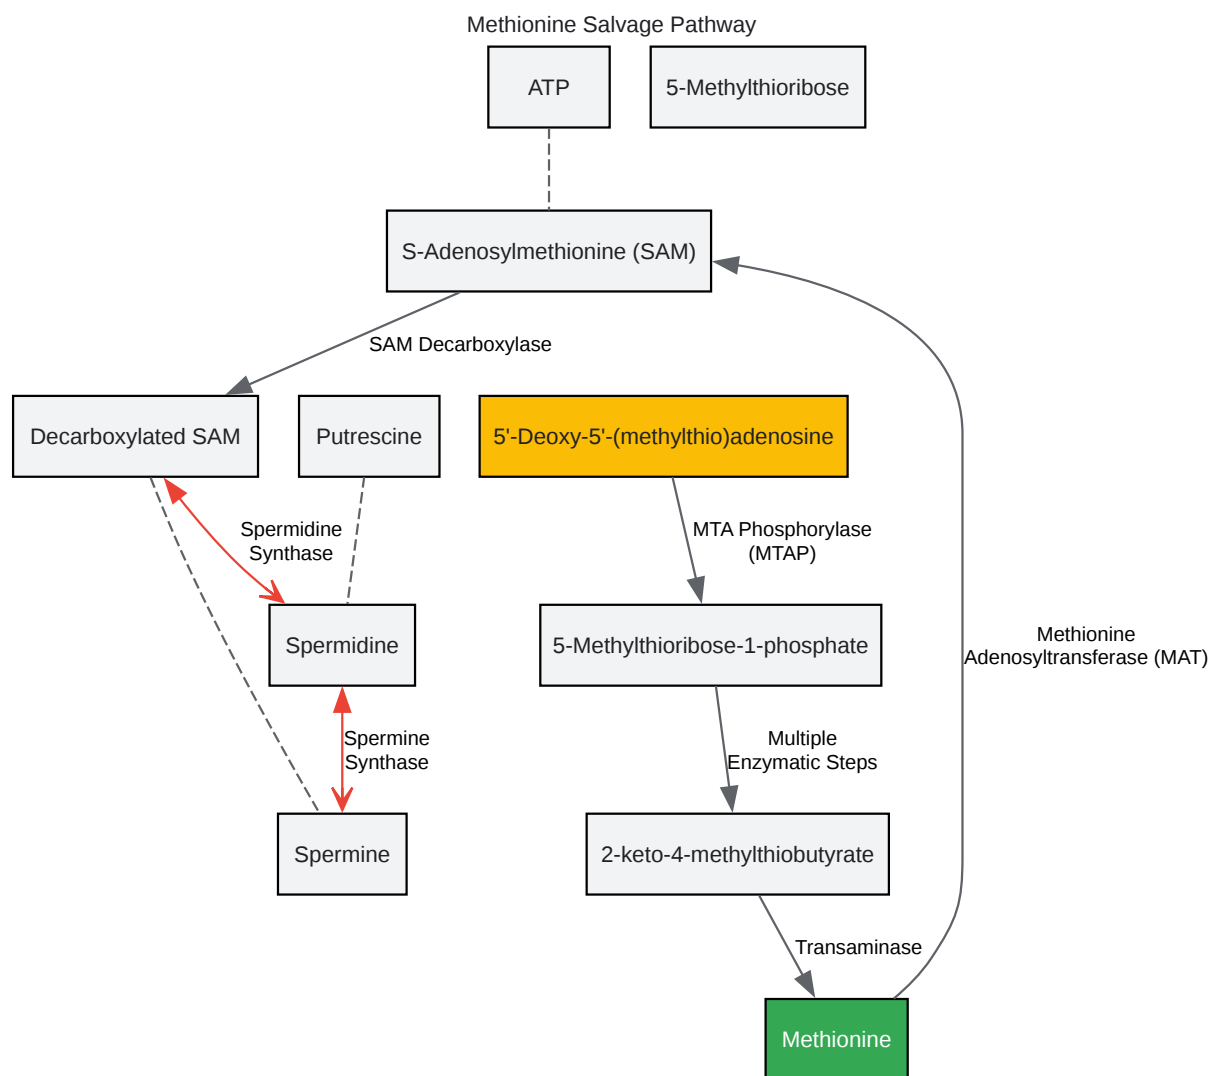 Methionine Salvage Pathway
ATP
5-Methylthioribose
S-Adenosylmethionine (SAM)
SAM Decarboxylase
Decarboxylated SAM
Putrescine
5'-Deoxy-5'-(methylthio)adenosine
Spermidine
Synthase
MTA Phosphorylase
(MTAP)
Spermidine
5-Methylthioribose-1-phosphate
Methionine
Adenosyltransferase (MAT)
Spermine
Synthase
Multiple
Enzymatic Steps
Spermine
2-keto-4-methylthiobutyrate
Transaminase
Methionine